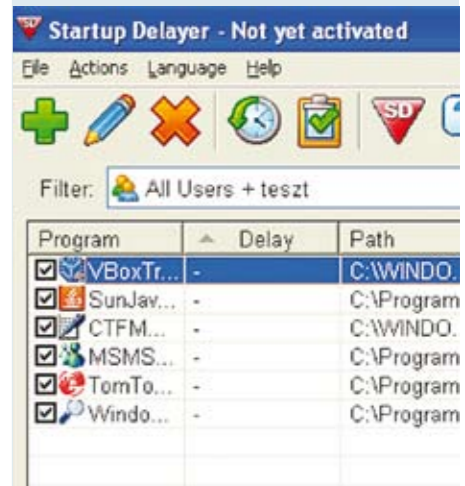 Startup Delayer - Not yet activated
File Actions Language Help
SD
Filter: All Users + teszt
Program Delay Path
VBoxTr... - C:\WINDO.
SunJav... - C:\Program
CTFM... - C:\WINDO.
MSMS... - C:\Program
TomTo... - C:\Program
Windo... - C:\Program